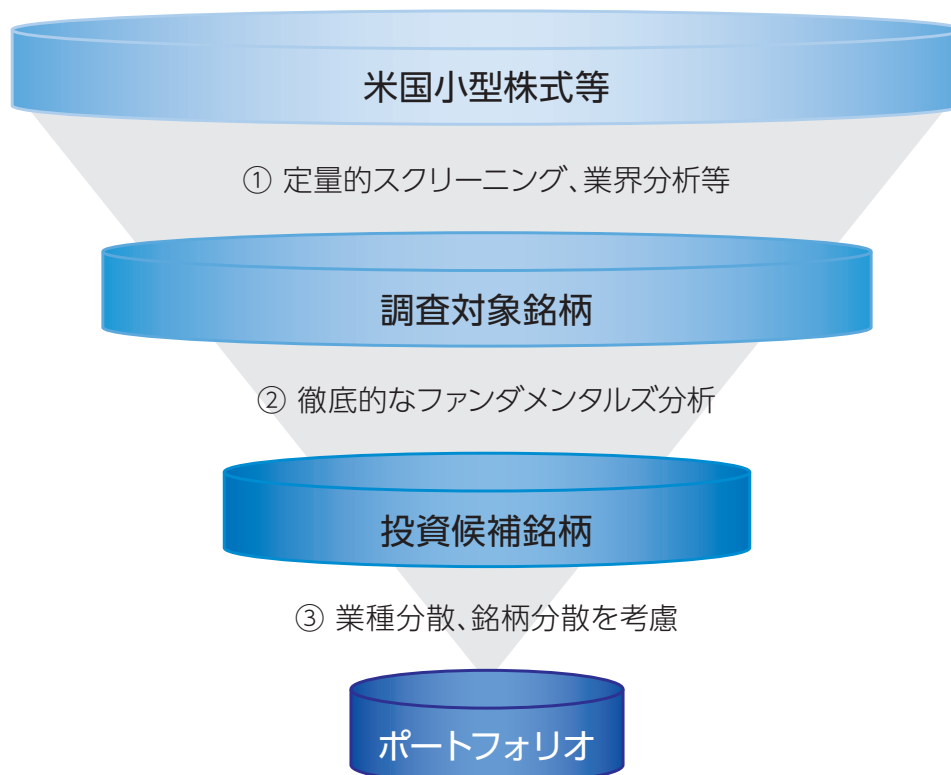 米国小型株式等
① 定量的スクリーニング、業界分析等
調査対象銘柄
② 徹底的なファンダメンタルズ分析
投資候補銘柄
③ 業種分散、銘柄分散を考慮
ポートフォリオ